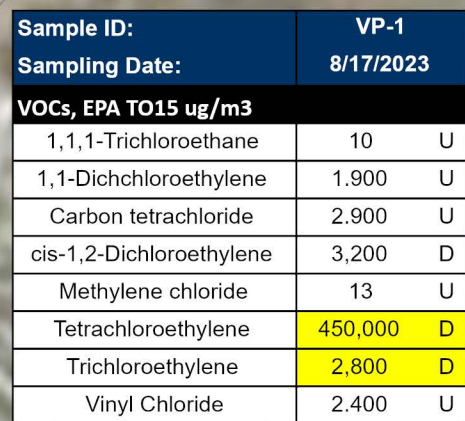 Sample ID: VP-1
Sampling Date: 8/17/2023
VOCs, EPA TO15 ug/m3
1,1,1-Trichloroethane 10 U
1,1-Dichchloroethylene 1.900 U
Carbon tetrachloride 2.900 U
cis-1,2-Dichloroethylene 3,200 D
Methylene chloride 13 U
Tetrachloroethylene 450,000 D
Trichloroethylene 2,800 D
Vinyl Chloride 2.400 U